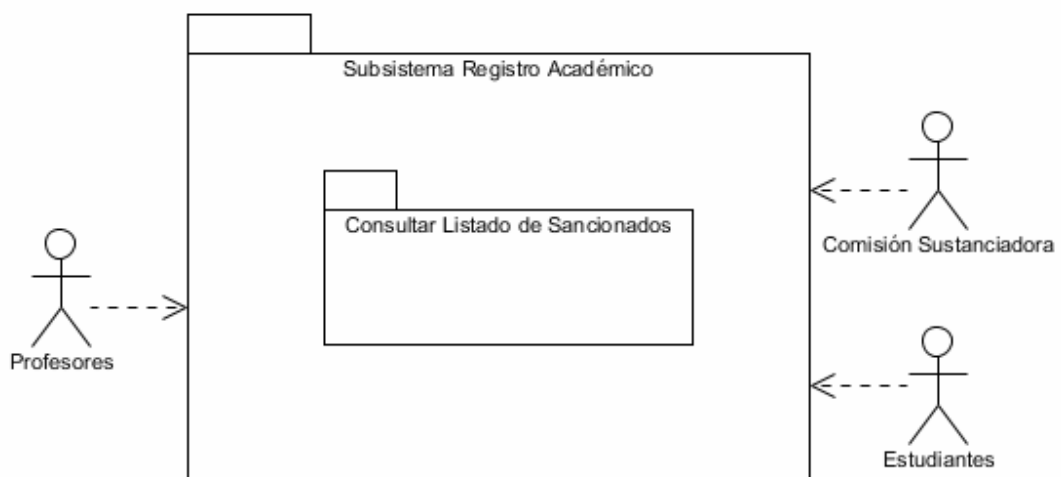 Subsistema Registro Académico
Consultar Listado de Sancionados
Comisión Sustanciadora
Profesores
Estudiantes